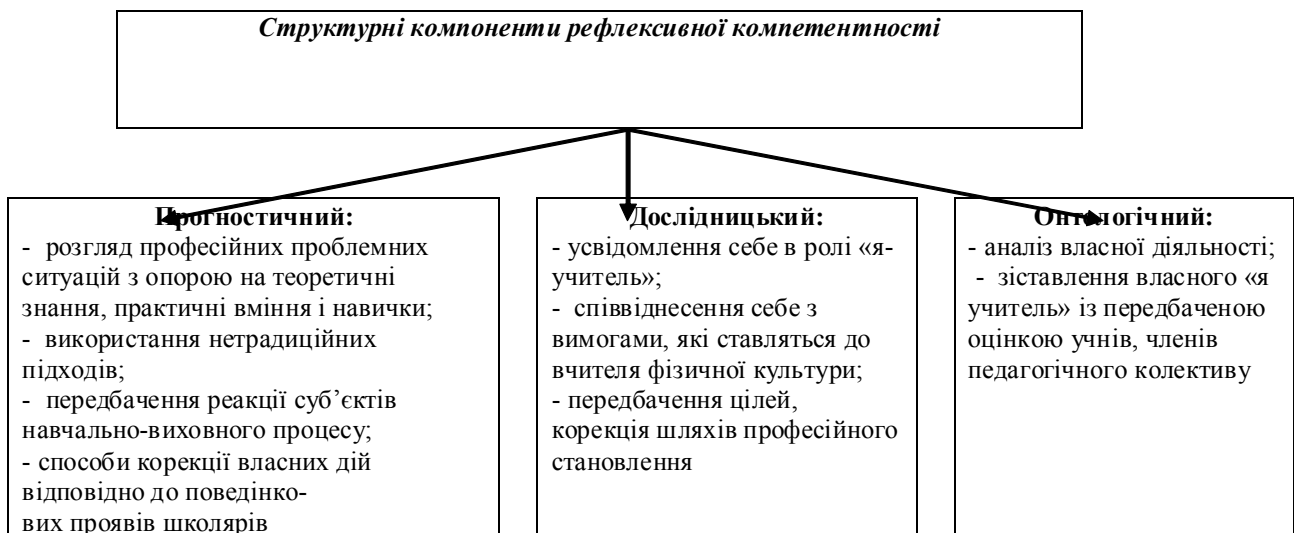 Структурні компоненти рефлексивної компетентності
Прогностичний:
- розгляд професійних проблемних
ситуацій з опорою на теоретичні
знання, практичні вміння і навички;
- використання нетрадиційних
підходів;
- передбачення реакції суб’єктів
навчально-виховного процесу;
- способи корекції власних дій
відповідно до поведінко-
вих проявів школярів
Дослідницький:
- усвідомлення себе в ролі «я-
учитель»;
- співвіднесення себе з
вимогами, які ставляться до
вчителя фізичної культури;
- передбачення цілей,
корекція шляхів професійного
становлення
Онтологічний:
- аналіз власної діяльності;
- зіставлення власного «я
учитель» із передбаченою
оцінкою учнів, членів
педагогічного колективу